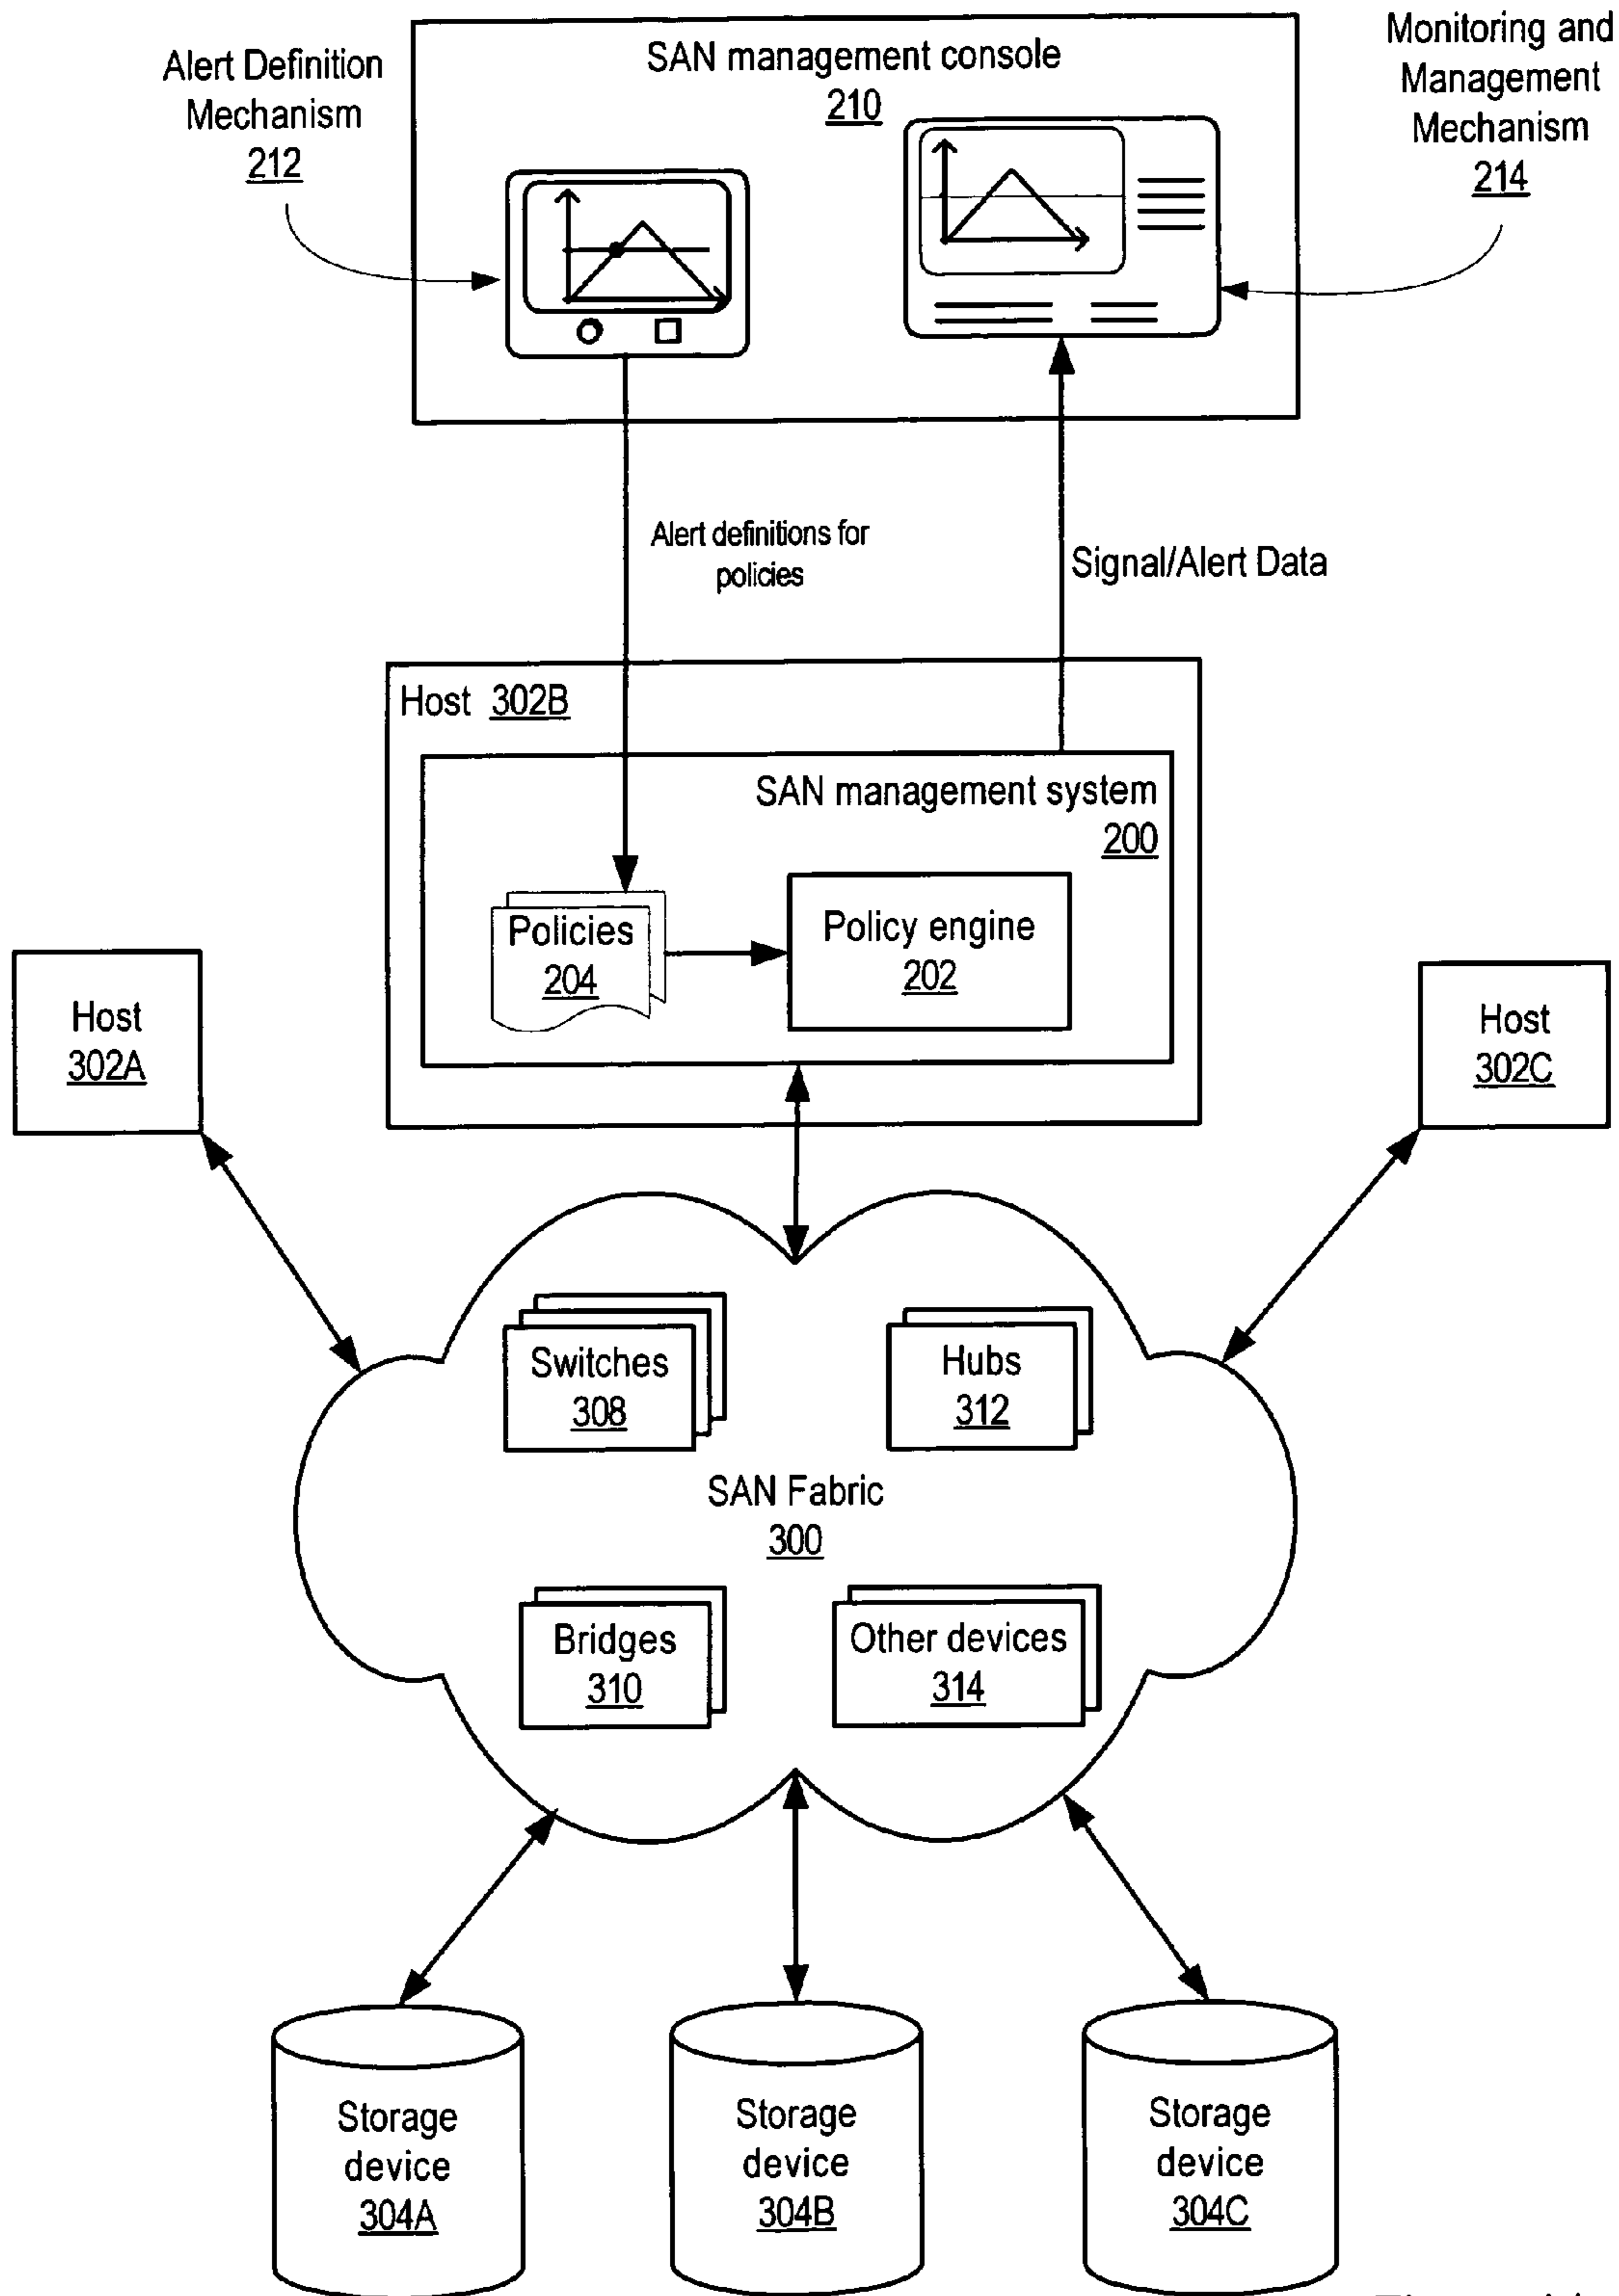 SAN management console
210
Alert Definition
Mechanism
212
Monitoring and
Management
Mechanism
214
Alert definitions for
policies
Signal/Alert Data
Host 302B
SAN management system
200
Policies
204
Policy engine
202
Host
302A
Host
302C
Switches
308
Hubs
312
SAN Fabric
300
Bridges
310
Other devices
314
Storage
device
304A
Storage
device
304B
Storage
device
304C